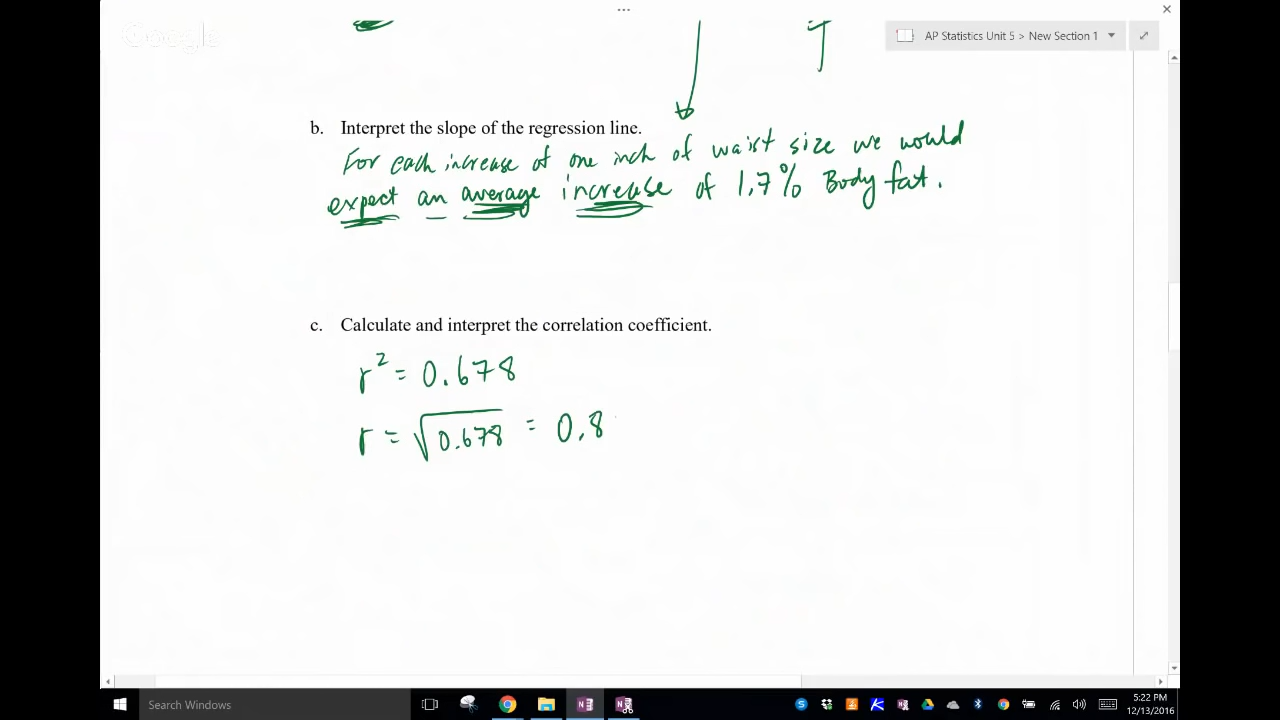 Google
AP Statistics Unit 5 > New Section 1
b. Interpret the slope of the regression line.
For each increase of one inch of waist size we would
expect an average increase of 1.7% Body fat.
c. Calculate and interpret the correlation coefficient.
r² = 0.678
r = √0.678 = 0.8
Search Windows
5:22 PM
12/13/2016